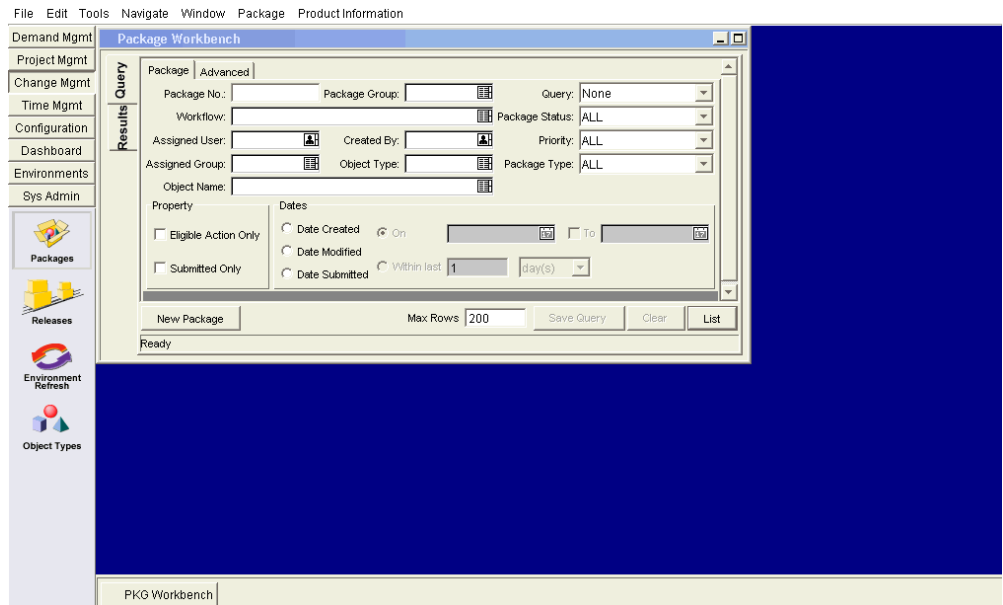 File Edit Tools Navigate Window Package Product Information
Demand Mgmt
Project Mgmt
Change Mgmt
Time Mgmt
Configuration
Dashboard
Environments
Sys Admin
Packages
Releases
Environment
Refresh
Object Types
Package Workbench
Query
Results
Package Advanced
Package No.: Package Group: Query: None
Workflow: Package Status: ALL
Assigned User: Created By: Priority: ALL
Assigned Group: Object Type: Package Type: ALL
Object Name:
Property Dates
Eligible Action Only Date Created On To
Date Modified
Submitted Only Date Submitted Within last 1 day(s)
New Package Max Rows 200 Save Query Clear List
Ready
PKG Workbench